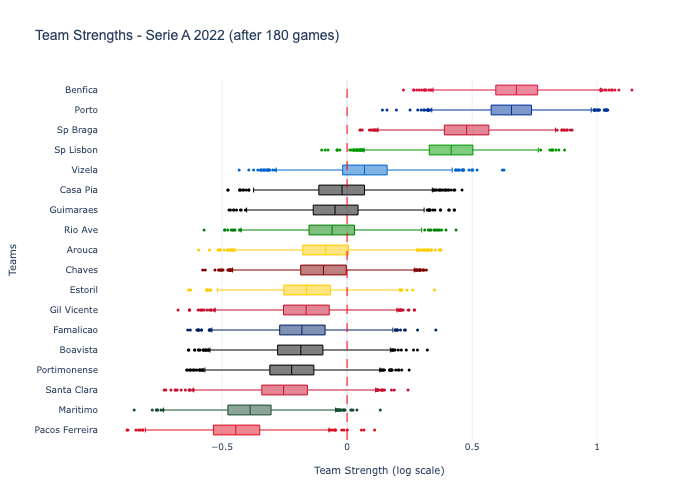 Team Strengths - Serie A 2022 (after 180 games)
Benfica
Porto
Sp Braga
Sp Lisbon
Vizela
Casa Pia
Guimaraes
Rio Ave
Arouca
Chaves
Estoril
Gil Vicente
Famalicao
Boavista
Portimonense
Santa Clara
Maritimo
Pacos Ferreira
Teams
−0.5 0 0.5 1
Team Strength (log scale)